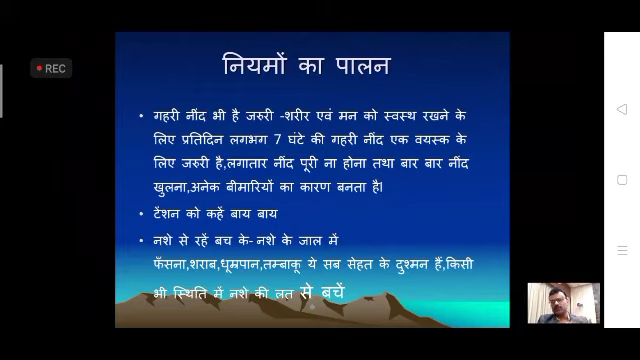 REC
नियमों का पालन
• गहरी नींद भी है जरुरी -शरीर एवं मन को स्वस्थ रखने के
लिए प्रतिदिन लगभग 7 घंटे की गहरी नींद एक वयस्क के
लिए जरुरी है,लगातार नींद पूरी ना होना तथा बार बार नींद
खुलना,अनेक बीमारियों का कारण बनता है।
• टेंशन को कहें बाय बाय
• नशे से रहें बच के- नशे के जाल में
फँसना,शराब,धूम्रपान,तम्बाकू ये सब सेहत के दुश्मन हैं,किसी
भी स्थिति में नशे की लत से बचें